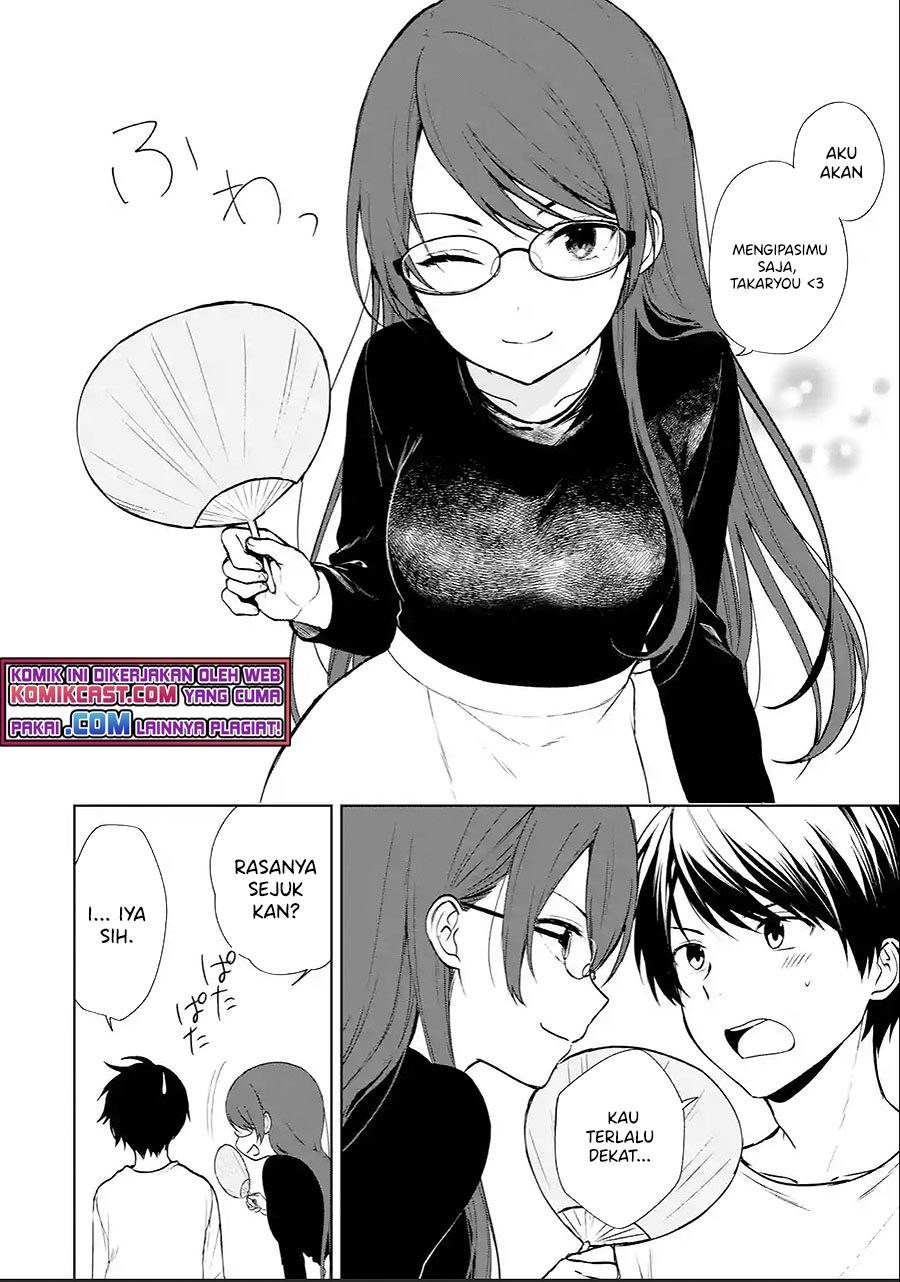 ふわっ
AKU
AKAN
MENGIPASIMU
SAJA,
TAKARYOU <3
KOMIK INI DIKERJAKAN OLEH WEB
KOMIKCAST.COM YANG CUMA
PAKAI .COM LAINNYA PLAGIAT!
KAU
TERLALU
DEKAT...
RASANYA
SEJUK
KAN?
ぱた
ぱた
I... IYA
SIH.